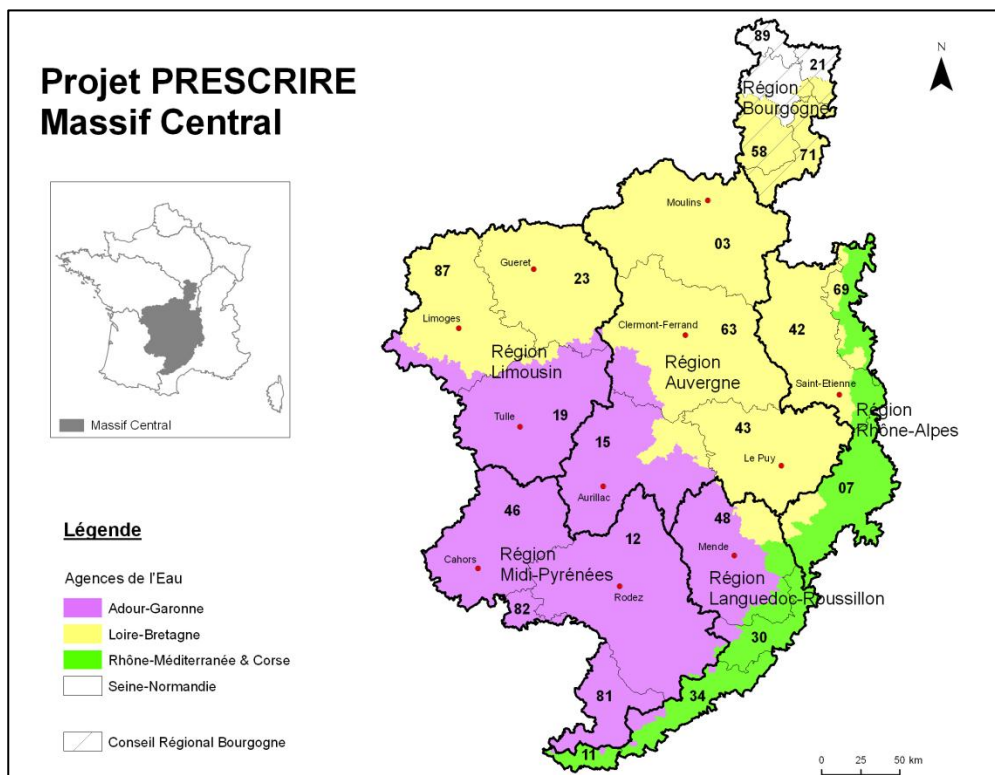 Projet PRESCRIRE
Massif Central
N
89
21
Région
Bourgogne
58
71
Moulins
03
Gueret
87
23
69
Limoges
Clermont-Ferrand
63
42
Région
Limousin
Région
Auvergne
Saint-Etienne
Région
Rhône-Alpes
Tulle
19
15
43
Le Puy
07
Aurillac
46
12
48
Cahors
Région
Midi-Pyrénées
Mende
Rodez
Région
Languedoc-Roussillon
82
30
81
34
11
Massif Central
Légende
Agences de l'Eau
Adour-Garonne
Loire-Bretagne
Rhône-Méditerranée & Corse
Seine-Normandie
Conseil Régional Bourgogne
0 25 50 km